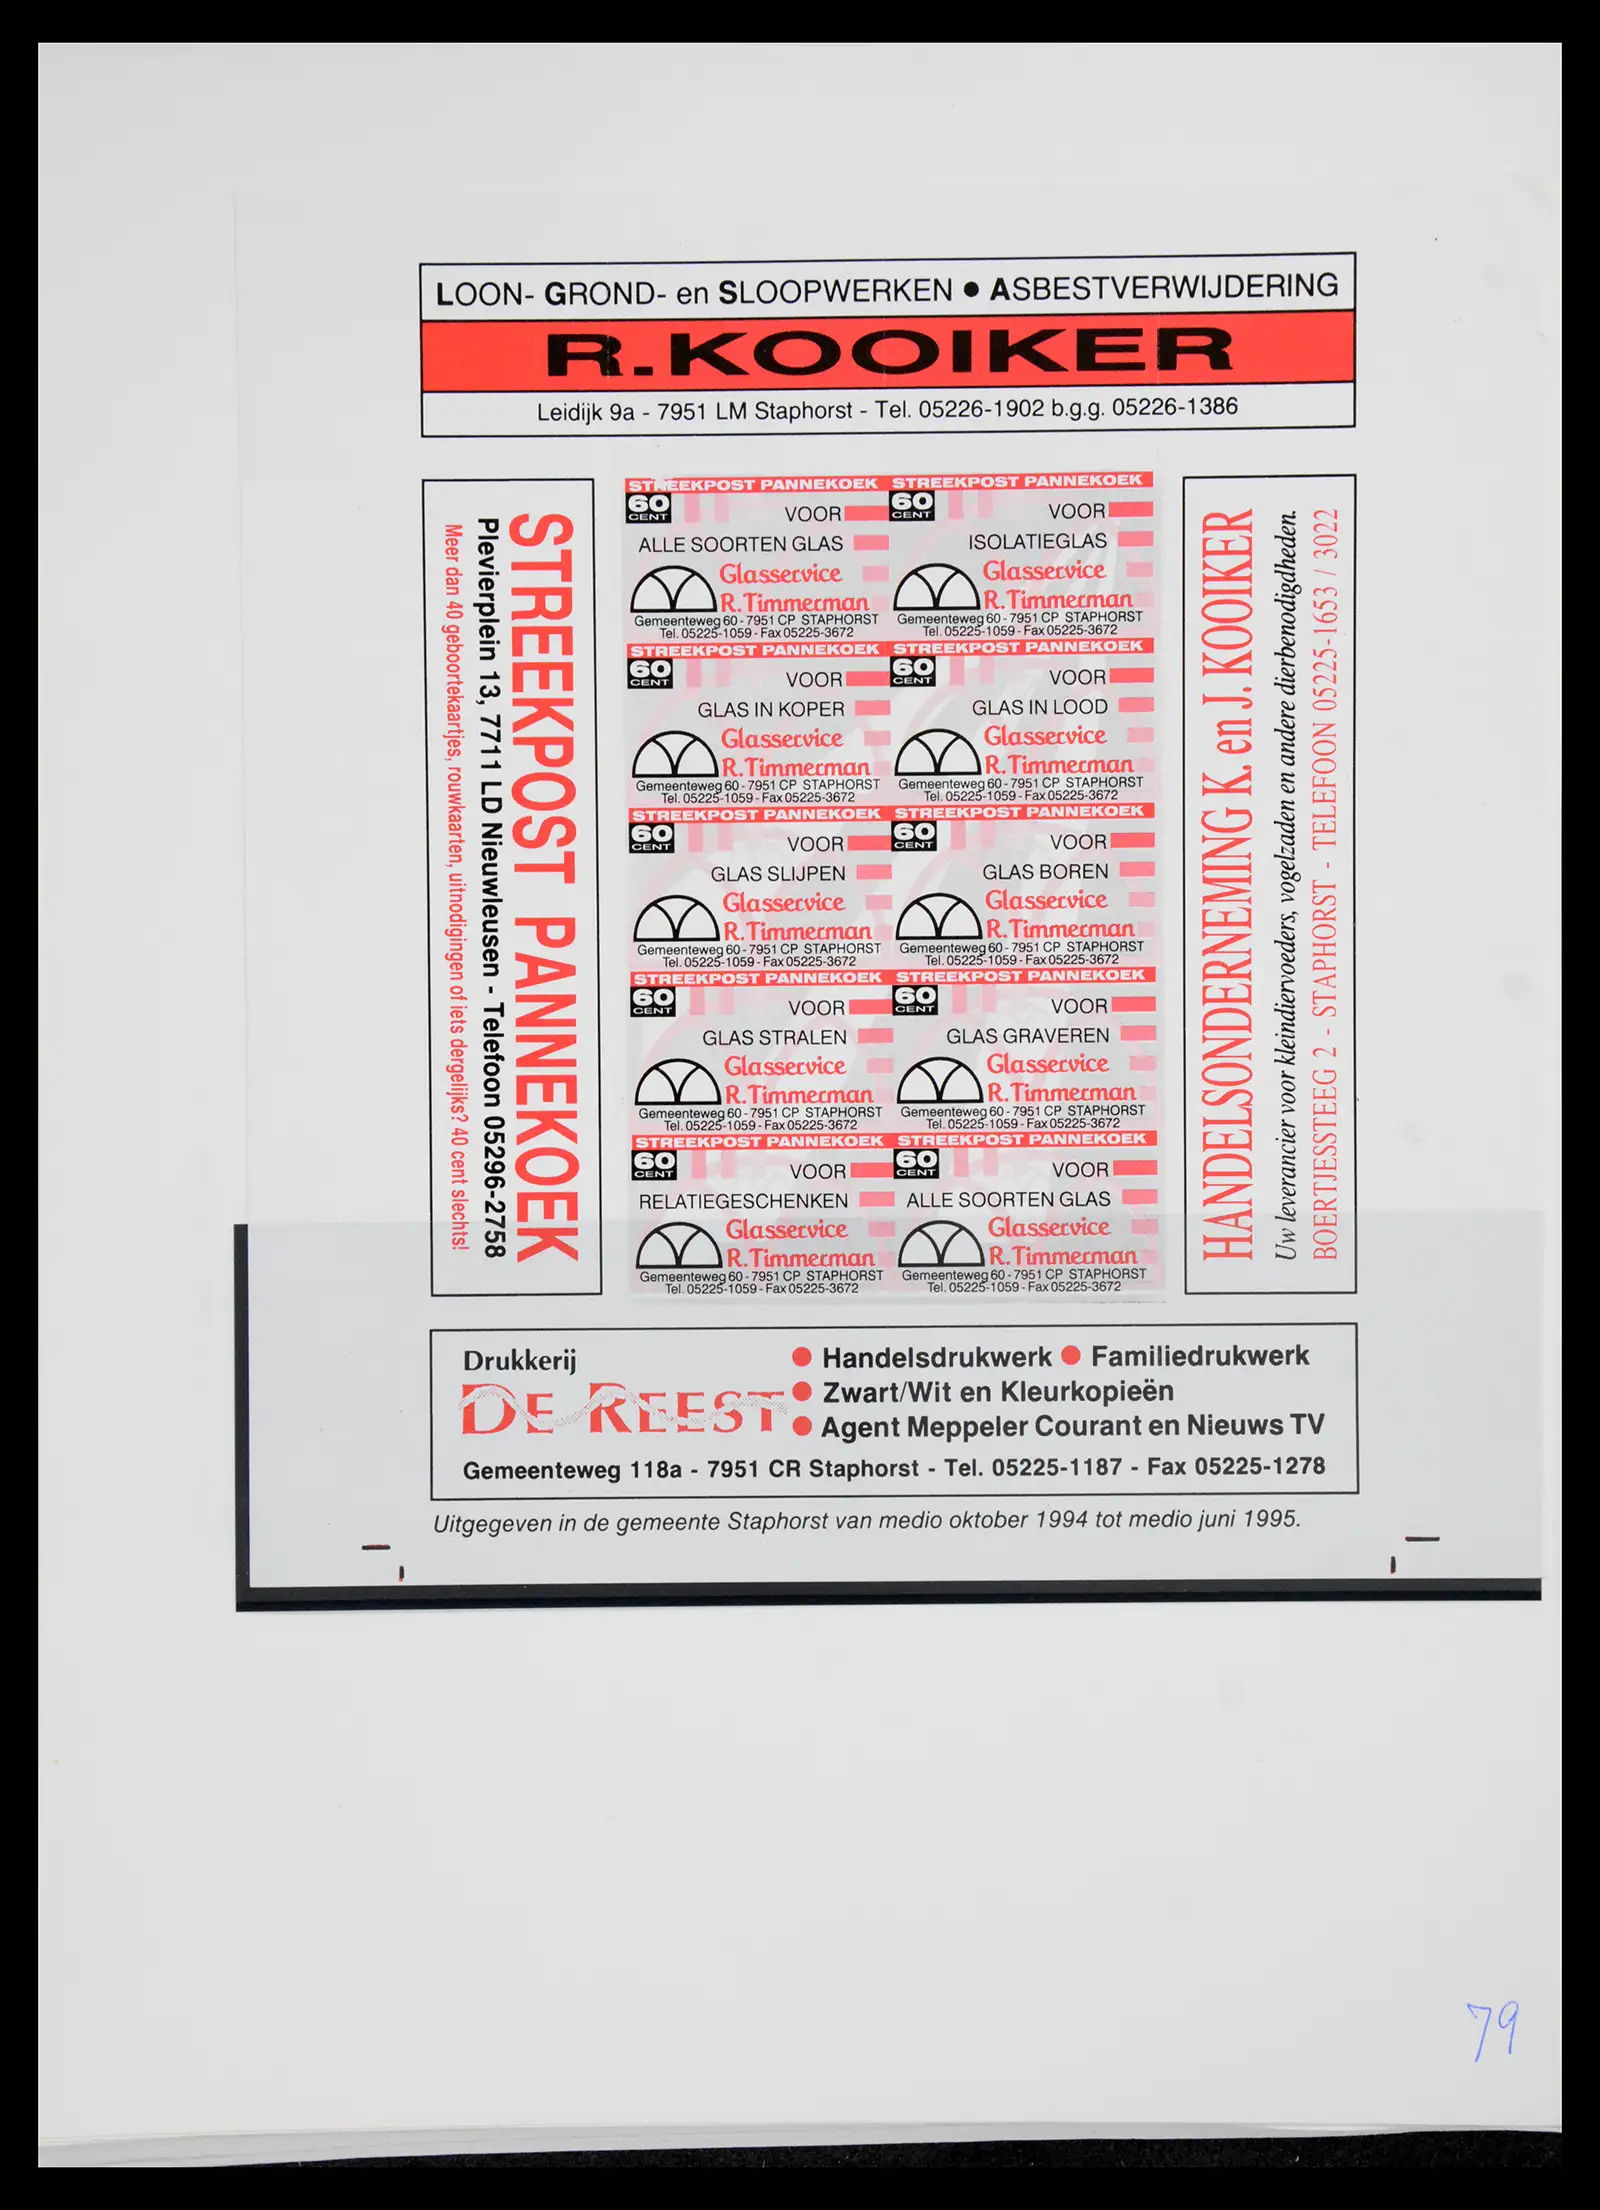 LOON- GROND- en SLOOPWERKEN ● ASBESTVERWIJDERING
R.KOOIKER
Leidijk 9a - 7951 LM Staphorst - Tel. 05226-1902 b.g.g. 05226-1386
STREEKPOST PANNEKOEK
Plevierplein 13, 7711 LD Nieuwleusen - Telefoon 05296-2758
Meer dan 40 geboortekaartjes, rouwkaarten, uitnodigingen of iets dergelijks? 40 cent slechts!
STREEKPOST PANNEKOEK
60 CENT
VOOR
ALLE SOORTEN GLAS
Glasservice
R.Timmerman
Gemeenteweg 60 - 7951 CP STAPHORST
Tel. 05225-1059 - Fax 05225-3672
STREEKPOST PANNEKOEK
60 CENT
VOOR
ISOLATIEGLAS
Glasservice
R.Timmerman
Gemeenteweg 60 - 7951 CP STAPHORST
Tel. 05225-1059 - Fax 05225-3672
STREEKPOST PANNEKOEK
60 CENT
VOOR
GLAS IN KOPER
Glasservice
R.Timmerman
Gemeenteweg 60 - 7951 CP STAPHORST
Tel. 05225-1059 - Fax 05225-3672
STREEKPOST PANNEKOEK
60 CENT
VOOR
GLAS IN LOOD
Glasservice
R.Timmerman
Gemeenteweg 60 - 7951 CP STAPHORST
Tel. 05225-1059 - Fax 05225-3672
STREEKPOST PANNEKOEK
60 CENT
VOOR
GLAS SLIJPEN
Glasservice
R.Timmerman
Gemeenteweg 60 - 7951 CP STAPHORST
Tel. 05225-1059 - Fax 05225-3672
STREEKPOST PANNEKOEK
60 CENT
VOOR
GLAS BOREN
Glasservice
R.Timmerman
Gemeenteweg 60 - 7951 CP STAPHORST
Tel. 05225-1059 - Fax 05225-3672
STREEKPOST PANNEKOEK
60 CENT
VOOR
GLAS STRALEN
Glasservice
R.Timmerman
Gemeenteweg 60 - 7951 CP STAPHORST
Tel. 05225-1059 - Fax 05225-3672
STREEKPOST PANNEKOEK
60 CENT
VOOR
GLAS GRAVEREN
Glasservice
R.Timmerman
Gemeenteweg 60 - 7951 CP STAPHORST
Tel. 05225-1059 - Fax 05225-3672
STREEKPOST PANNEKOEK
60 CENT
VOOR
RELATIEGESCHENKEN
Glasservice
R.Timmerman
Gemeenteweg 60 - 7951 CP STAPHORST
Tel. 05225-1059 - Fax 05225-3672
STREEKPOST PANNEKOEK
60 CENT
VOOR
ALLE SOORTEN GLAS
Glasservice
R.Timmerman
Gemeenteweg 60 - 7951 CP STAPHORST
Tel. 05225-1059 - Fax 05225-3672
HANDELSONDERNEMING K. en J. KOOIKER
Uw leverancier voor kleindiervoeders, vogelzaden en andere dierbenodigdheden.
BOERTJESSTEEG 2 - STAPHORST - TELEFOON 05225-1653 / 3022
Drukkerij
DE REEST
● Handelsdrukwerk ● Familiedrukwerk
● Zwart/Wit en Kleurkopieën
● Agent Meppeler Courant en Nieuws TV
Gemeenteweg 118a - 7951 CR Staphorst - Tel. 05225-1187 - Fax 05225-1278
Uitgegeven in de gemeente Staphorst van medio oktober 1994 tot medio juni 1995.
79